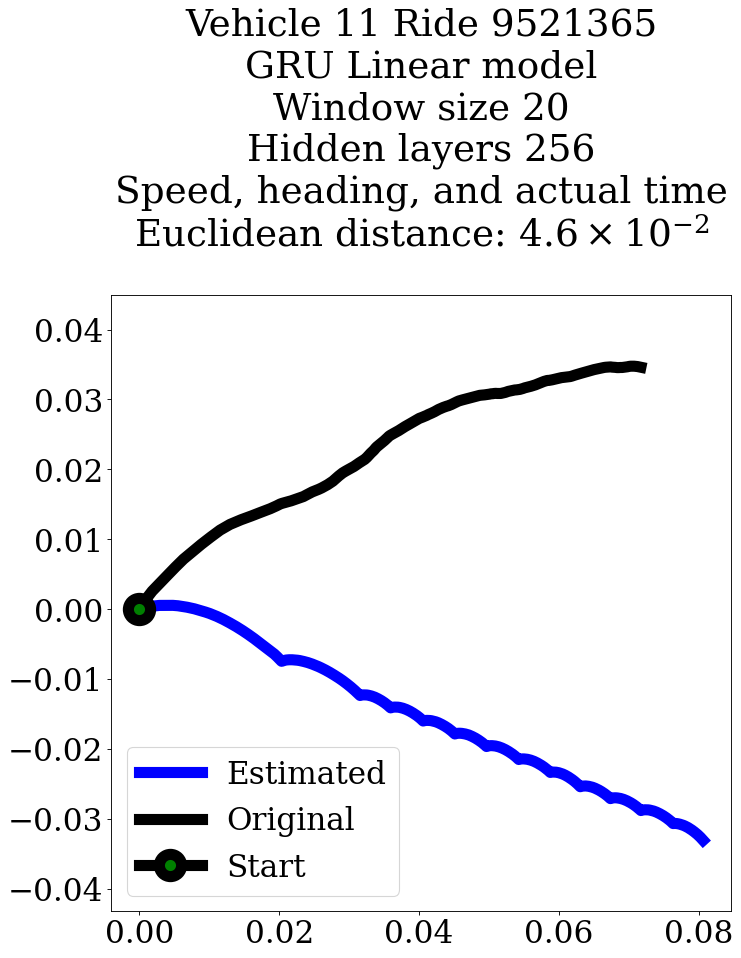 Vehicle 11 Ride 9521365
GRU Linear model
Window size 20
Hidden layers 256
Speed, heading, and actual time
Euclidean distance: 4.6 × 10⁻²
0.04
0.03
0.02
0.01
0.00
−0.01
−0.02
−0.03
−0.04
Estimated
Original
Start
0.00 0.02 0.04 0.06 0.08